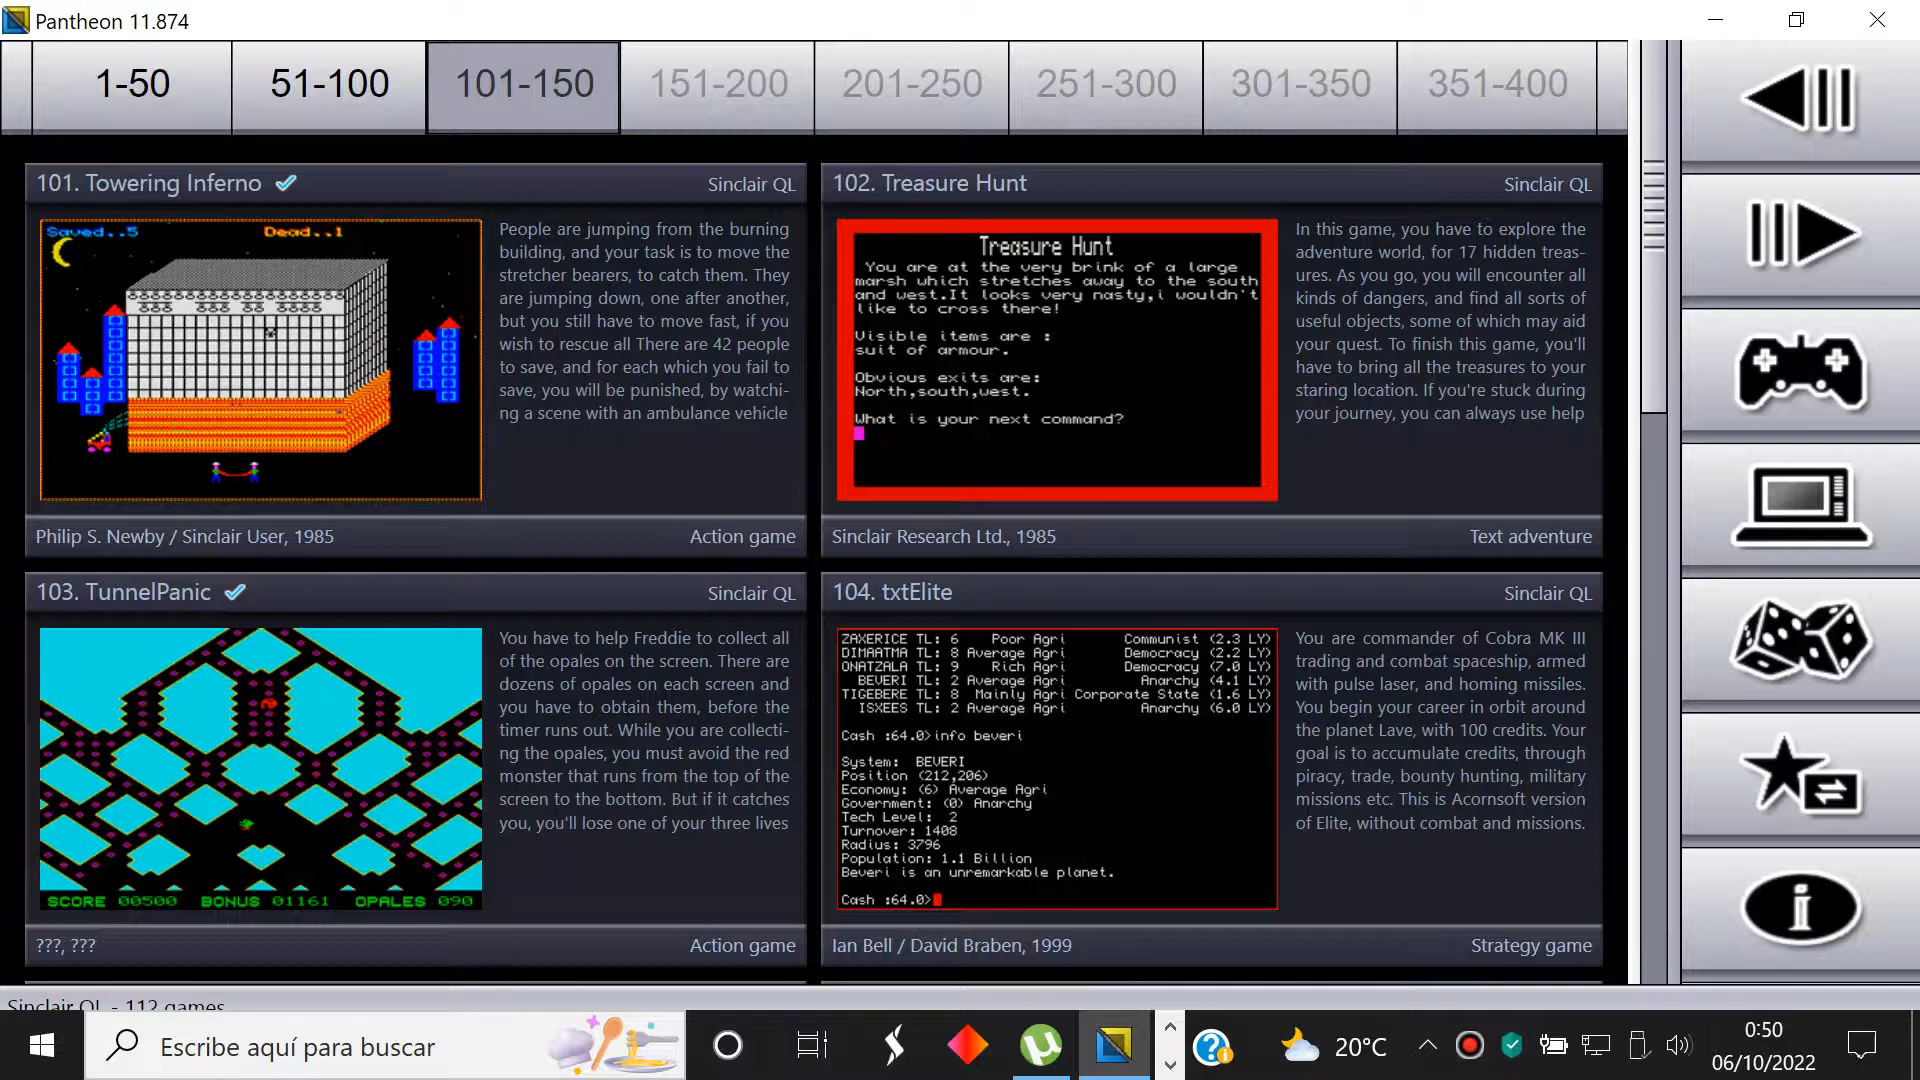 Pantheon 11.874
1-50
51-100
101-150
151-200
201-250
251-300
301-350
351-400
101. Towering Inferno
Sinclair QL
Saved..5
Dead..1
People are jumping from the burning
building, and your task is to move the
stretcher bearers, to catch them. They
are jumping down, one after another,
but you still have to move fast, if you
wish to rescue all There are 42 people
to save, and for each which you fail to
save, you will be punished, by watchi-
ng a scene with an ambulance vehicle
Philip S. Newby / Sinclair User, 1985
Action game
102. Treasure Hunt
Sinclair QL
Treasure Hunt
You are at the very brink of a large
marsh which stretches away to the south
and west.It looks very nasty,i wouldn't
like to cross there!
Visible items are :
suit of armour.
Obvious exits are:
North,south,west.
What is your next command?
In this game, you have to explore the
adventure world, for 17 hidden treas-
ures. As you go, you will encounter all
kinds of dangers, and find all sorts of
useful objects, some of which may aid
your quest. To finish this game, you'll
have to bring all the treasures to your
staring location. If you're stuck during
your journey, you can always use help
Sinclair Research Ltd., 1985
Text adventure
103. TunnelPanic
Sinclair QL
SCORE 00500 BONUS 01161 OPALES 090
You have to help Freddie to collect all
of the opales on the screen. There are
dozens of opales on each screen and
you have to obtain them, before the
timer runs out. While you are collecti-
ng the opales, you must avoid the red
monster that runs from the top of the
screen to the bottom. But if it catches
you, you'll lose one of your three lives
???, ???
Action game
104. txtElite
Sinclair QL
ZAXERICE TL: 6 Poor Agri Communist (2.3 LY)
DIMAATMA TL: 8 Average Agri Democracy (2.2 LY)
ONATZALA TL: 9 Rich Agri Democracy (7.0 LY)
BEVERI TL: 2 Average Agri Anarchy (4.1 LY)
TIGEBERE TL: 8 Mainly Agri Corporate State (1.6 LY)
ISXEES TL: 2 Average Agri Anarchy (6.0 LY)
Cash :64.0>info beveri
System: BEVERI
Position (212,206)
Economy: (6) Average Agri
Government: (0) Anarchy
Tech Level: 2
Turnover: 1408
Radius: 3796
Population: 1.1 Billion
Beveri is an unremarkable planet.
Cash :64.0>
You are commander of Cobra MK III
trading and combat spaceship, armed
with pulse laser, and homing missiles.
You begin your career in orbit around
the planet Lave, with 100 credits. Your
goal is to accumulate credits, through
piracy, trade, bounty hunting, military
missions etc. This is Acornsoft version
of Elite, without combat and missions.
Ian Bell / David Braben, 1999
Strategy game
Sinclair QL - 112 games
Escribe aquí para buscar
20°C
0:50
06/10/2022